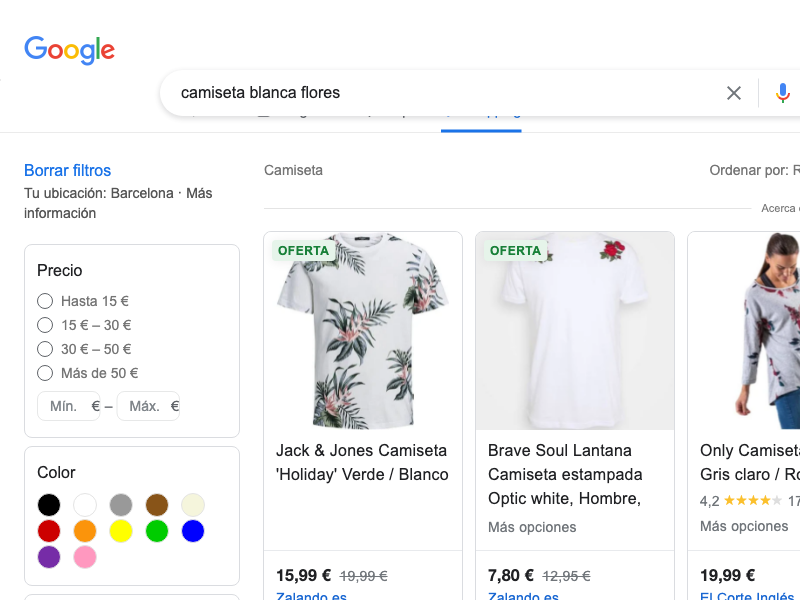 Google
camiseta blanca flores
Borrar filtros
Tu ubicación: Barcelona · Más
información
Camiseta
Ordenar por: R
Acerca
Precio
Hasta 15 €
15 € – 30 €
30 € – 50 €
Más de 50 €
Mín. € – Máx. €
Color
OFERTA
Jack & Jones Camiseta
'Holiday' Verde / Blanco
15,99 € 19,99 €
Zalando.es
OFERTA
Brave Soul Lantana
Camiseta estampada
Optic white, Hombre,
Más opciones
7,80 € 12,95 €
Zalando.es
Only Camiseta
Gris claro / Ro
4,2 ★★★★★ 17
Más opciones
19,99 €
El Corte Inglés